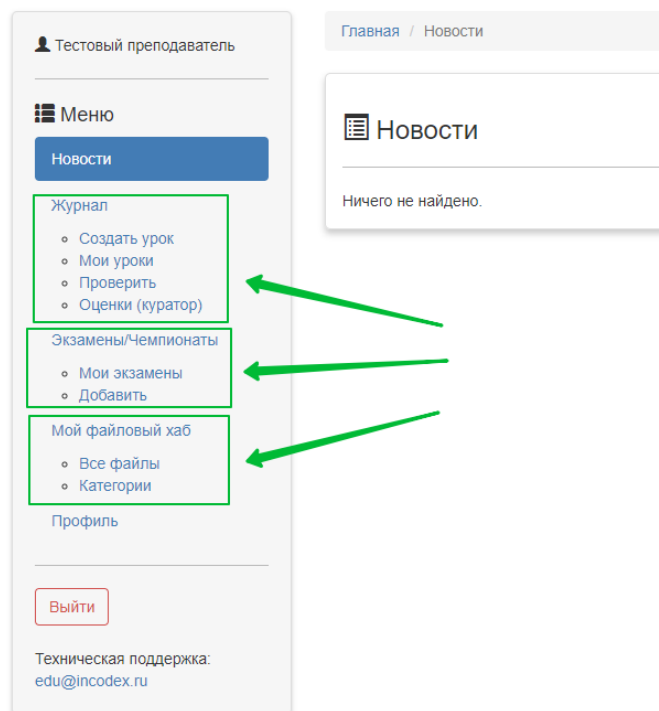 Тестовый преподаватель
Меню
Новости
Журнал
Создать урок
Мои уроки
Проверить
Оценки (куратор)
Экзамены/Чемпионаты
Мои экзамены
Добавить
Мой файловый хаб
Все файлы
Категории
Профиль
Выйти
Техническая поддержка:
edu@incodex.ru
Главная / Новости
Новости
Ничего не найдено.